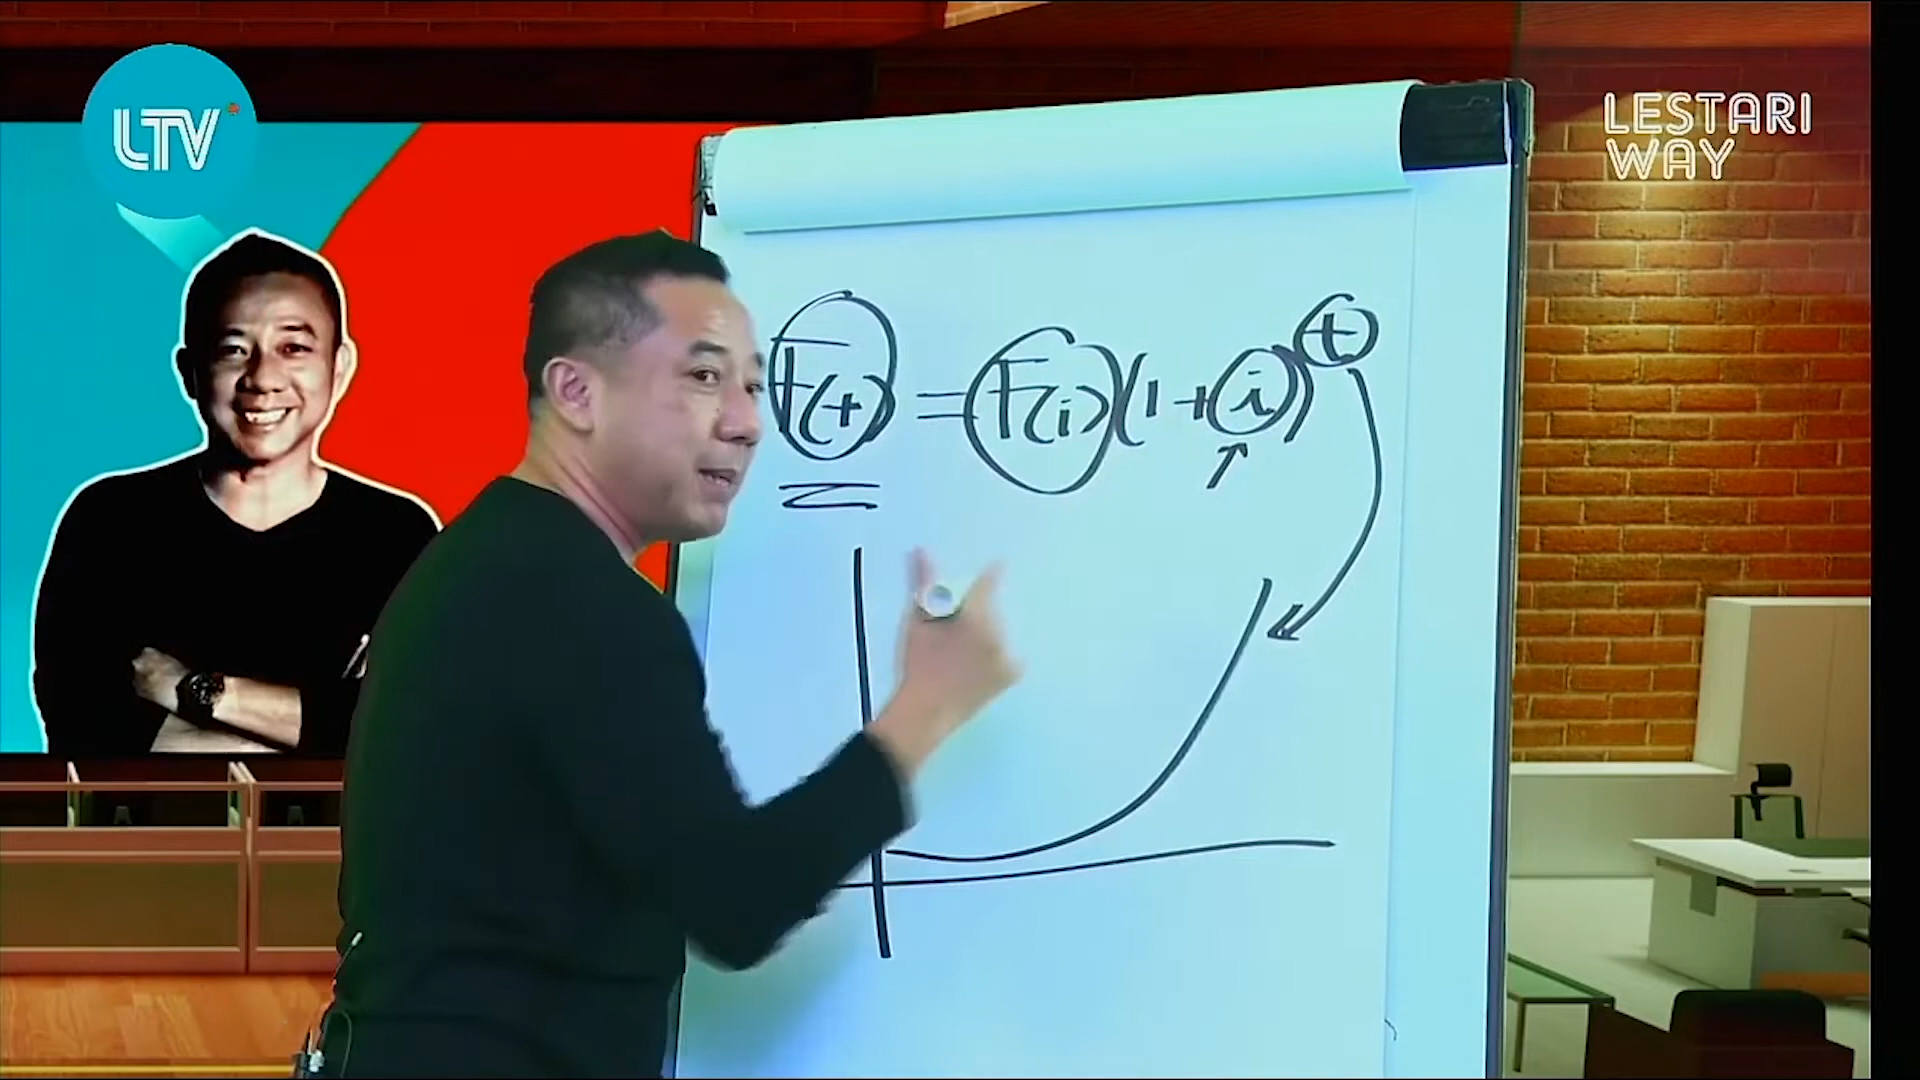 LTV
LESTARI
WAY
F(t) = F(i)(1+i)^t